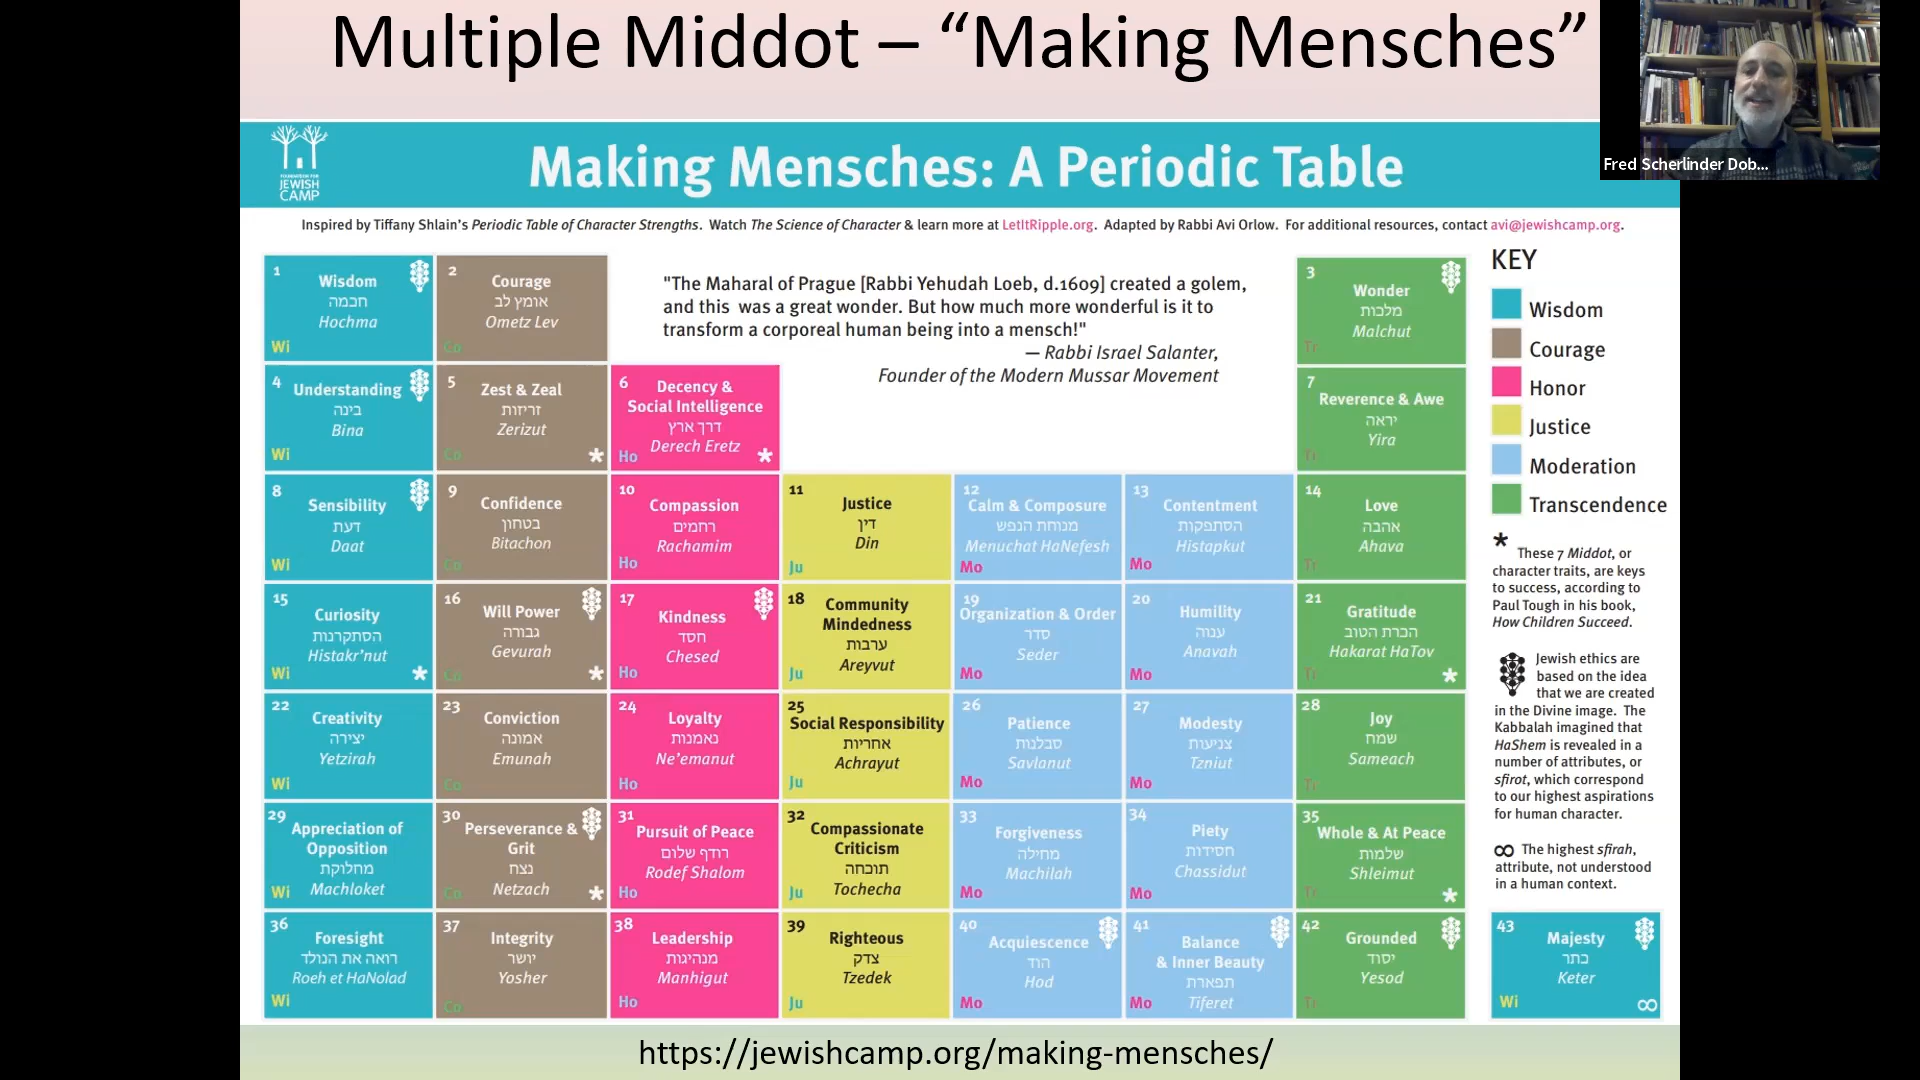 Multiple Middot – “Making Mensches”
Fred Scherlinder Dob...
FOUNDATION FOR
JEWISH
CAMP
Making Mensches: A Periodic Table
Inspired by Tiffany Shlain's Periodic Table of Character Strengths. Watch The Science of Character & learn more at LetItRipple.org. Adapted by Rabbi Avi Orlow. For additional resources, contact avi@jewishcamp.org.
1
Wisdom
חכמה
Hochma
Wi
2
Courage
אומץ לב
Ometz Lev
Co
"The Maharal of Prague [Rabbi Yehudah Loeb, d.1609] created a golem,
and this was a great wonder. But how much more wonderful is it to
transform a corporeal human being into a mensch!"
— Rabbi Israel Salanter,
Founder of the Modern Mussar Movement
3
Wonder
מלכות
Malchut
Tr
4
Understanding
בינה
Bina
Wi
5
Zest & Zeal
זריזות
Zerizut
Co
*
6
Decency &
Social Intelligence
דרך ארץ
Derech Eretz
Ho
*
7
Reverence & Awe
יראה
Yira
Tr
8
Sensibility
דעת
Daat
Wi
9
Confidence
בטחון
Bitachon
Co
10
Compassion
רחמים
Rachamim
Ho
11
Justice
דין
Din
Ju
12
Calm & Composure
מנוחת הנפש
Menuchat HaNefesh
Mo
13
Contentment
הסתפקות
Histapkut
Mo
14
Love
אהבה
Ahava
Tr
15
Curiosity
הסתקרנות
Histakr'nut
Wi
*
16
Will Power
גבורה
Gevurah
Co
*
17
Kindness
חסד
Chesed
Ho
18
Community
Mindedness
ערבות
Areyvut
Ju
19
Organization & Order
סדר
Seder
Mo
20
Humility
ענוה
Anavah
Mo
21
Gratitude
הכרת הטוב
Hakarat HaTov
Tr
*
22
Creativity
יצירה
Yetzirah
Wi
23
Conviction
אמונה
Emunah
Co
24
Loyalty
נאמנות
Ne'emanut
Ho
25
Social Responsibility
אחריות
Achrayut
Ju
26
Patience
סבלנות
Savlanut
Mo
27
Modesty
צניעות
Tzniut
Mo
28
Joy
שמח
Sameach
Tr
29
Appreciation of
Opposition
מחלוקת
Machloket
Wi
30
Perseverance &
Grit
נצח
Netzach
Co
*
31
Pursuit of Peace
רודף שלום
Rodef Shalom
Ho
32
Compassionate
Criticism
תוכחה
Tochecha
Ju
33
Forgiveness
מחילה
Machilah
Mo
34
Piety
חסידות
Chassidut
Mo
35
Whole & At Peace
שלמות
Shleimut
Tr
*
36
Foresight
רואה את הנולד
Roeh et HaNolad
Wi
37
Integrity
יושר
Yosher
Co
38
Leadership
מנהיגות
Manhigut
Ho
39
Righteous
צדק
Tzedek
Ju
40
Acquiescence
הוד
Hod
Mo
41
Balance
& Inner Beauty
תפארת
Tiferet
Mo
42
Grounded
יסוד
Yesod
Tr
KEY
Wisdom
Courage
Honor
Justice
Moderation
Transcendence
* These 7 Middot, or
character traits, are keys
to success, according to
Paul Tough in his book,
How Children Succeed.
Jewish ethics are
based on the idea
that we are created
in the Divine image. The
Kabbalah imagined that
HaShem is revealed in a
number of attributes, or
sfirot, which correspond
to our highest aspirations
for human character.
∞ The highest sfirah,
attribute, not understood
in a human context.
43
Majesty
כתר
Keter
Wi
∞
https://jewishcamp.org/making-mensches/